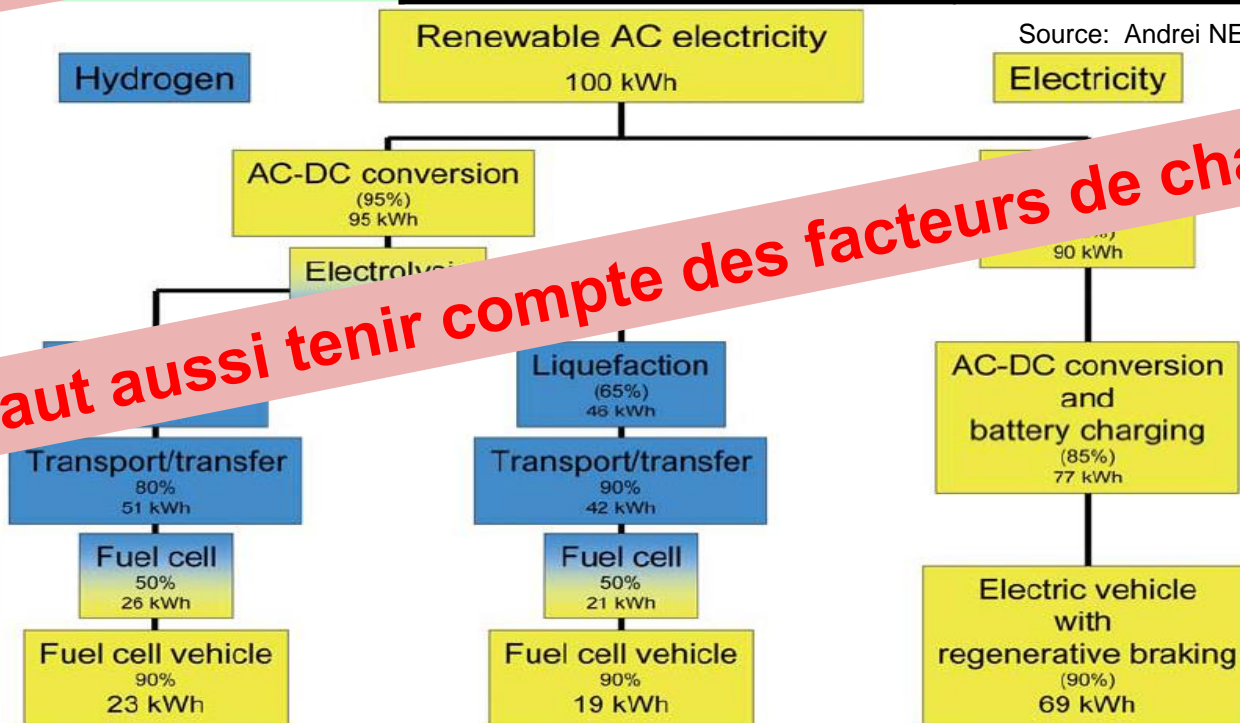 Source: Andrei
Renewable AC electricity
100 kWh
Hydrogen
Electricity
AC-DC conversion
(95%)
95 kWh
90 kWh
aussi tenir compte des facteurs de
Liquefaction
(65%)
46 kWh
AC-DC conversion
and
battery charging
(85%)
77 kWh
Transport/transfer
80%
51 kWh
Transport/transfer
90%
42 kWh
Fuel cell
50%
26 kWh
Fuel cell
50%
21 kWh
Electric vehicle
with
regenerative braking
(90%)
69 kWh
Fuel cell vehicle
90%
23 kWh
Fuel cell vehicle
90%
19 kWh